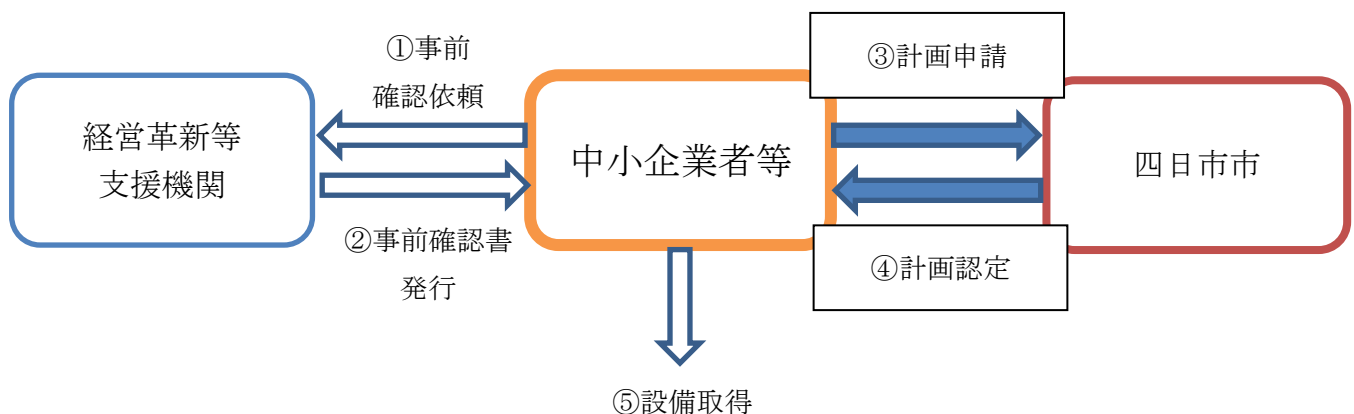 ①事前
確認依頼
③計画申請
経営革新等
支援機関
中小企業者等
四日市市
②事前確認書
発行
④計画認定
⑤設備取得